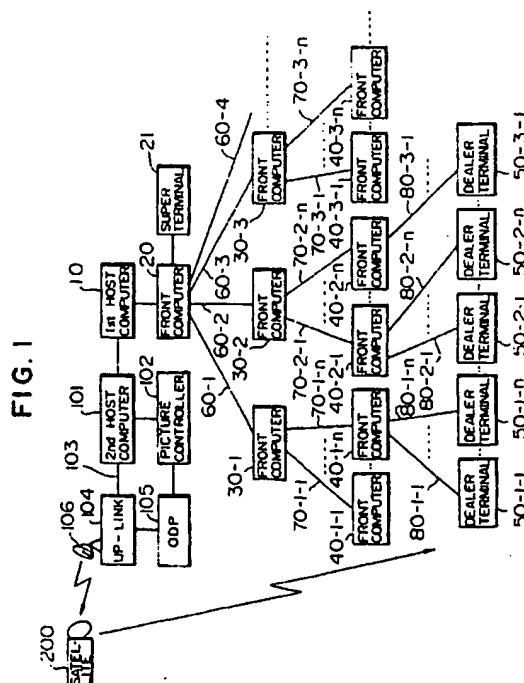 FIG. 1
10
1st HOST COMPUTER
101
2nd HOST COMPUTER
103
104
106
UP-LINK
200
SATEL-
LITE
20
FRONT COMPUTER
21
SUPER TERMINAL
102
PICTURE CONTROLLER
105
ODP
60-1
60-2
60-3
60-4
30-1
FRONT COMPUTER
30-2
FRONT COMPUTER
30-3
FRONT COMPUTER
70-1-1
70-1-n
70-2-1
70-2-n
70-3-1
70-3-n
40-1-1
FRONT COMPUTER
40-1-n
FRONT COMPUTER
40-2-1
FRONT COMPUTER
40-2-n
FRONT COMPUTER
40-3-1
FRONT COMPUTER
40-3-n
FRONT COMPUTER
80-1-1
80-1-n
80-2-1
80-2-n
80-3-1
DEALER TERMINAL
50-1-1
DEALER TERMINAL
50-1-n
DEALER TERMINAL
50-2-1
DEALER TERMINAL
50-2-n
DEALER TERMINAL
50-3-1